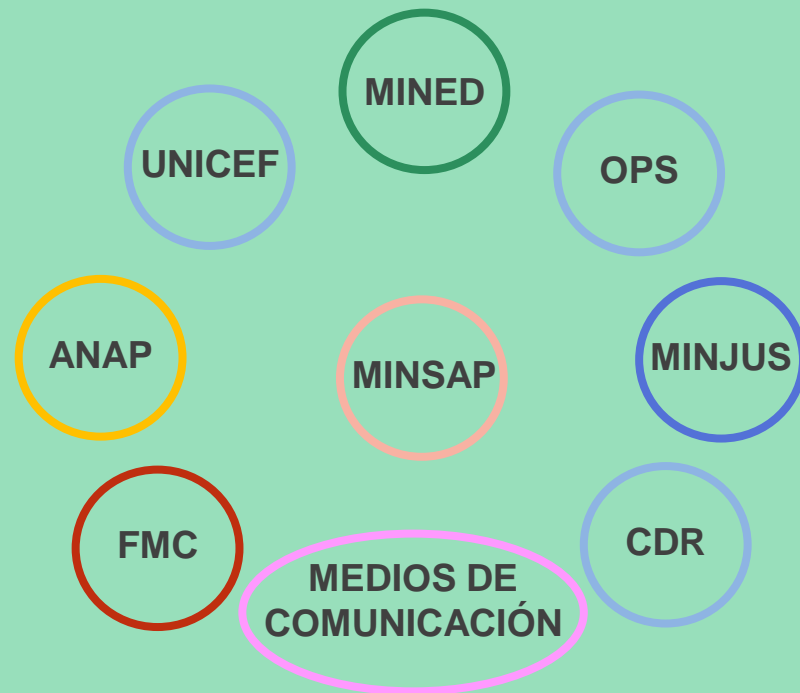 MINED
UNICEF
OPS
ANAP
MINSAP
MINJUS
FMC
CDR
MEDIOS DE
COMUNICACIÓN